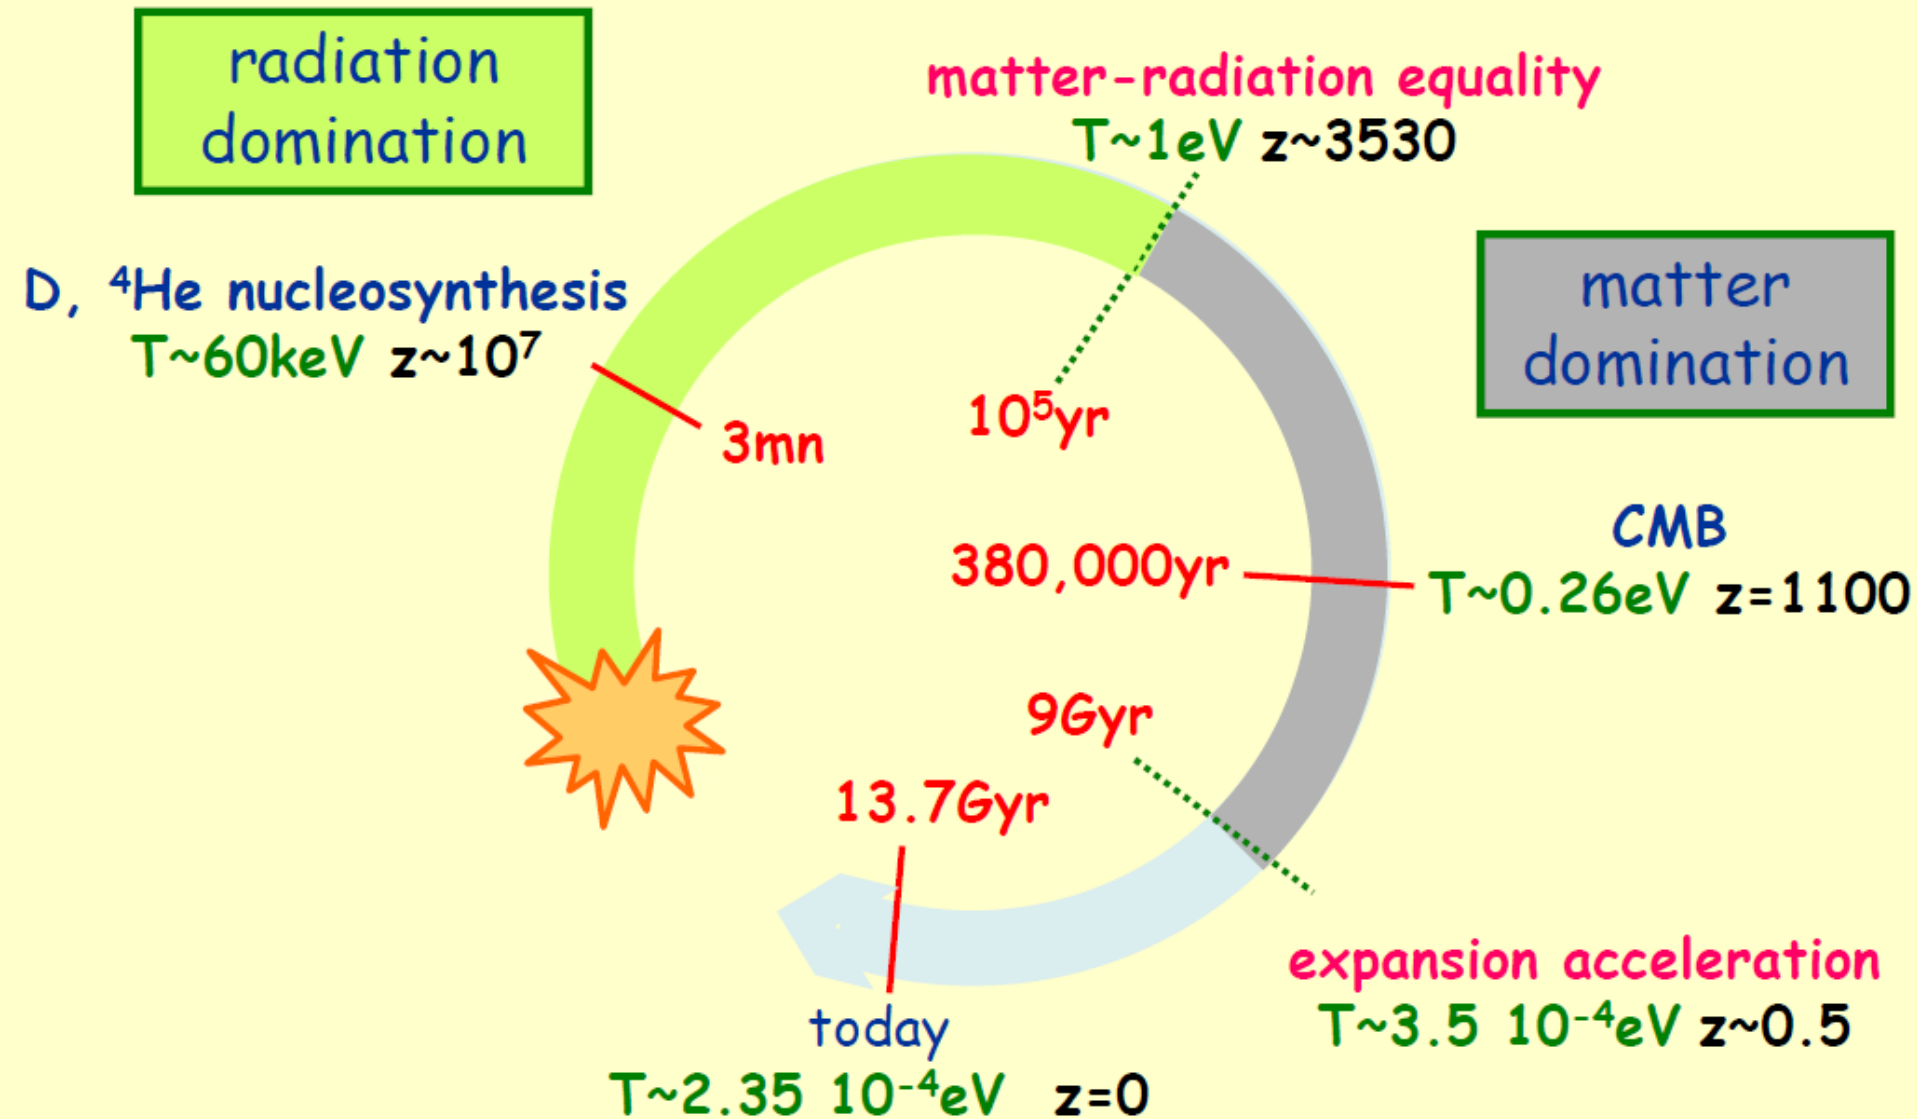 radiation
domination
matter-radiation equality
T~1eV z~3530
D, ⁴He nucleosynthesis
T~60keV z~10⁷
matter
domination
10⁵yr
3mn
CMB
380,000yr
T~0.26eV z=1100
9Gyr
13.7Gyr
expansion acceleration
T~3.5 10⁻⁴eV z~0.5
today
T~2.35 10⁻⁴eV z=0